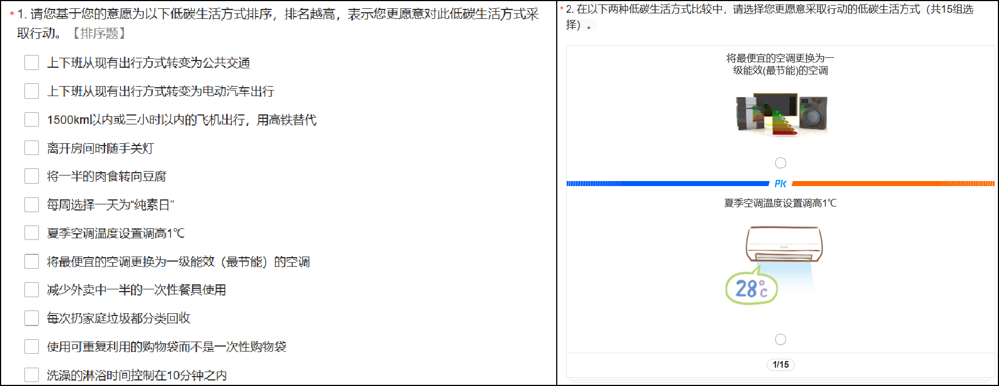 * 1. 请您基于您的意愿为以下低碳生活方式排序，排名越高，表示您更愿意对此低碳生活方式采
取行动。【排序题】
上下班从现有出行方式转变为公共交通
上下班从现有出行方式转变为电动汽车出行
1500km以内或三小时以内的飞机出行，用高铁替代
离开房间时随手关灯
将一半的肉食转向豆腐
每周选择一天为“纯素日”
夏季空调温度设置调高1℃
将最便宜的空调更换为一级能效（最节能）的空调
减少外卖中一半的一次性餐具使用
每次扔家庭垃圾都分类回收
使用可重复利用的购物袋而不是一次性购物袋
洗澡的淋浴时间控制在10分钟之内
* 2. 在以下两种低碳生活方式比较中，请选择您更愿意采取行动的低碳生活方式（共15组选
择）。
将最便宜的空调更换为一
级能效(最节能)的空调
PK
夏季空调温度设置调高1℃
28℃
1/15